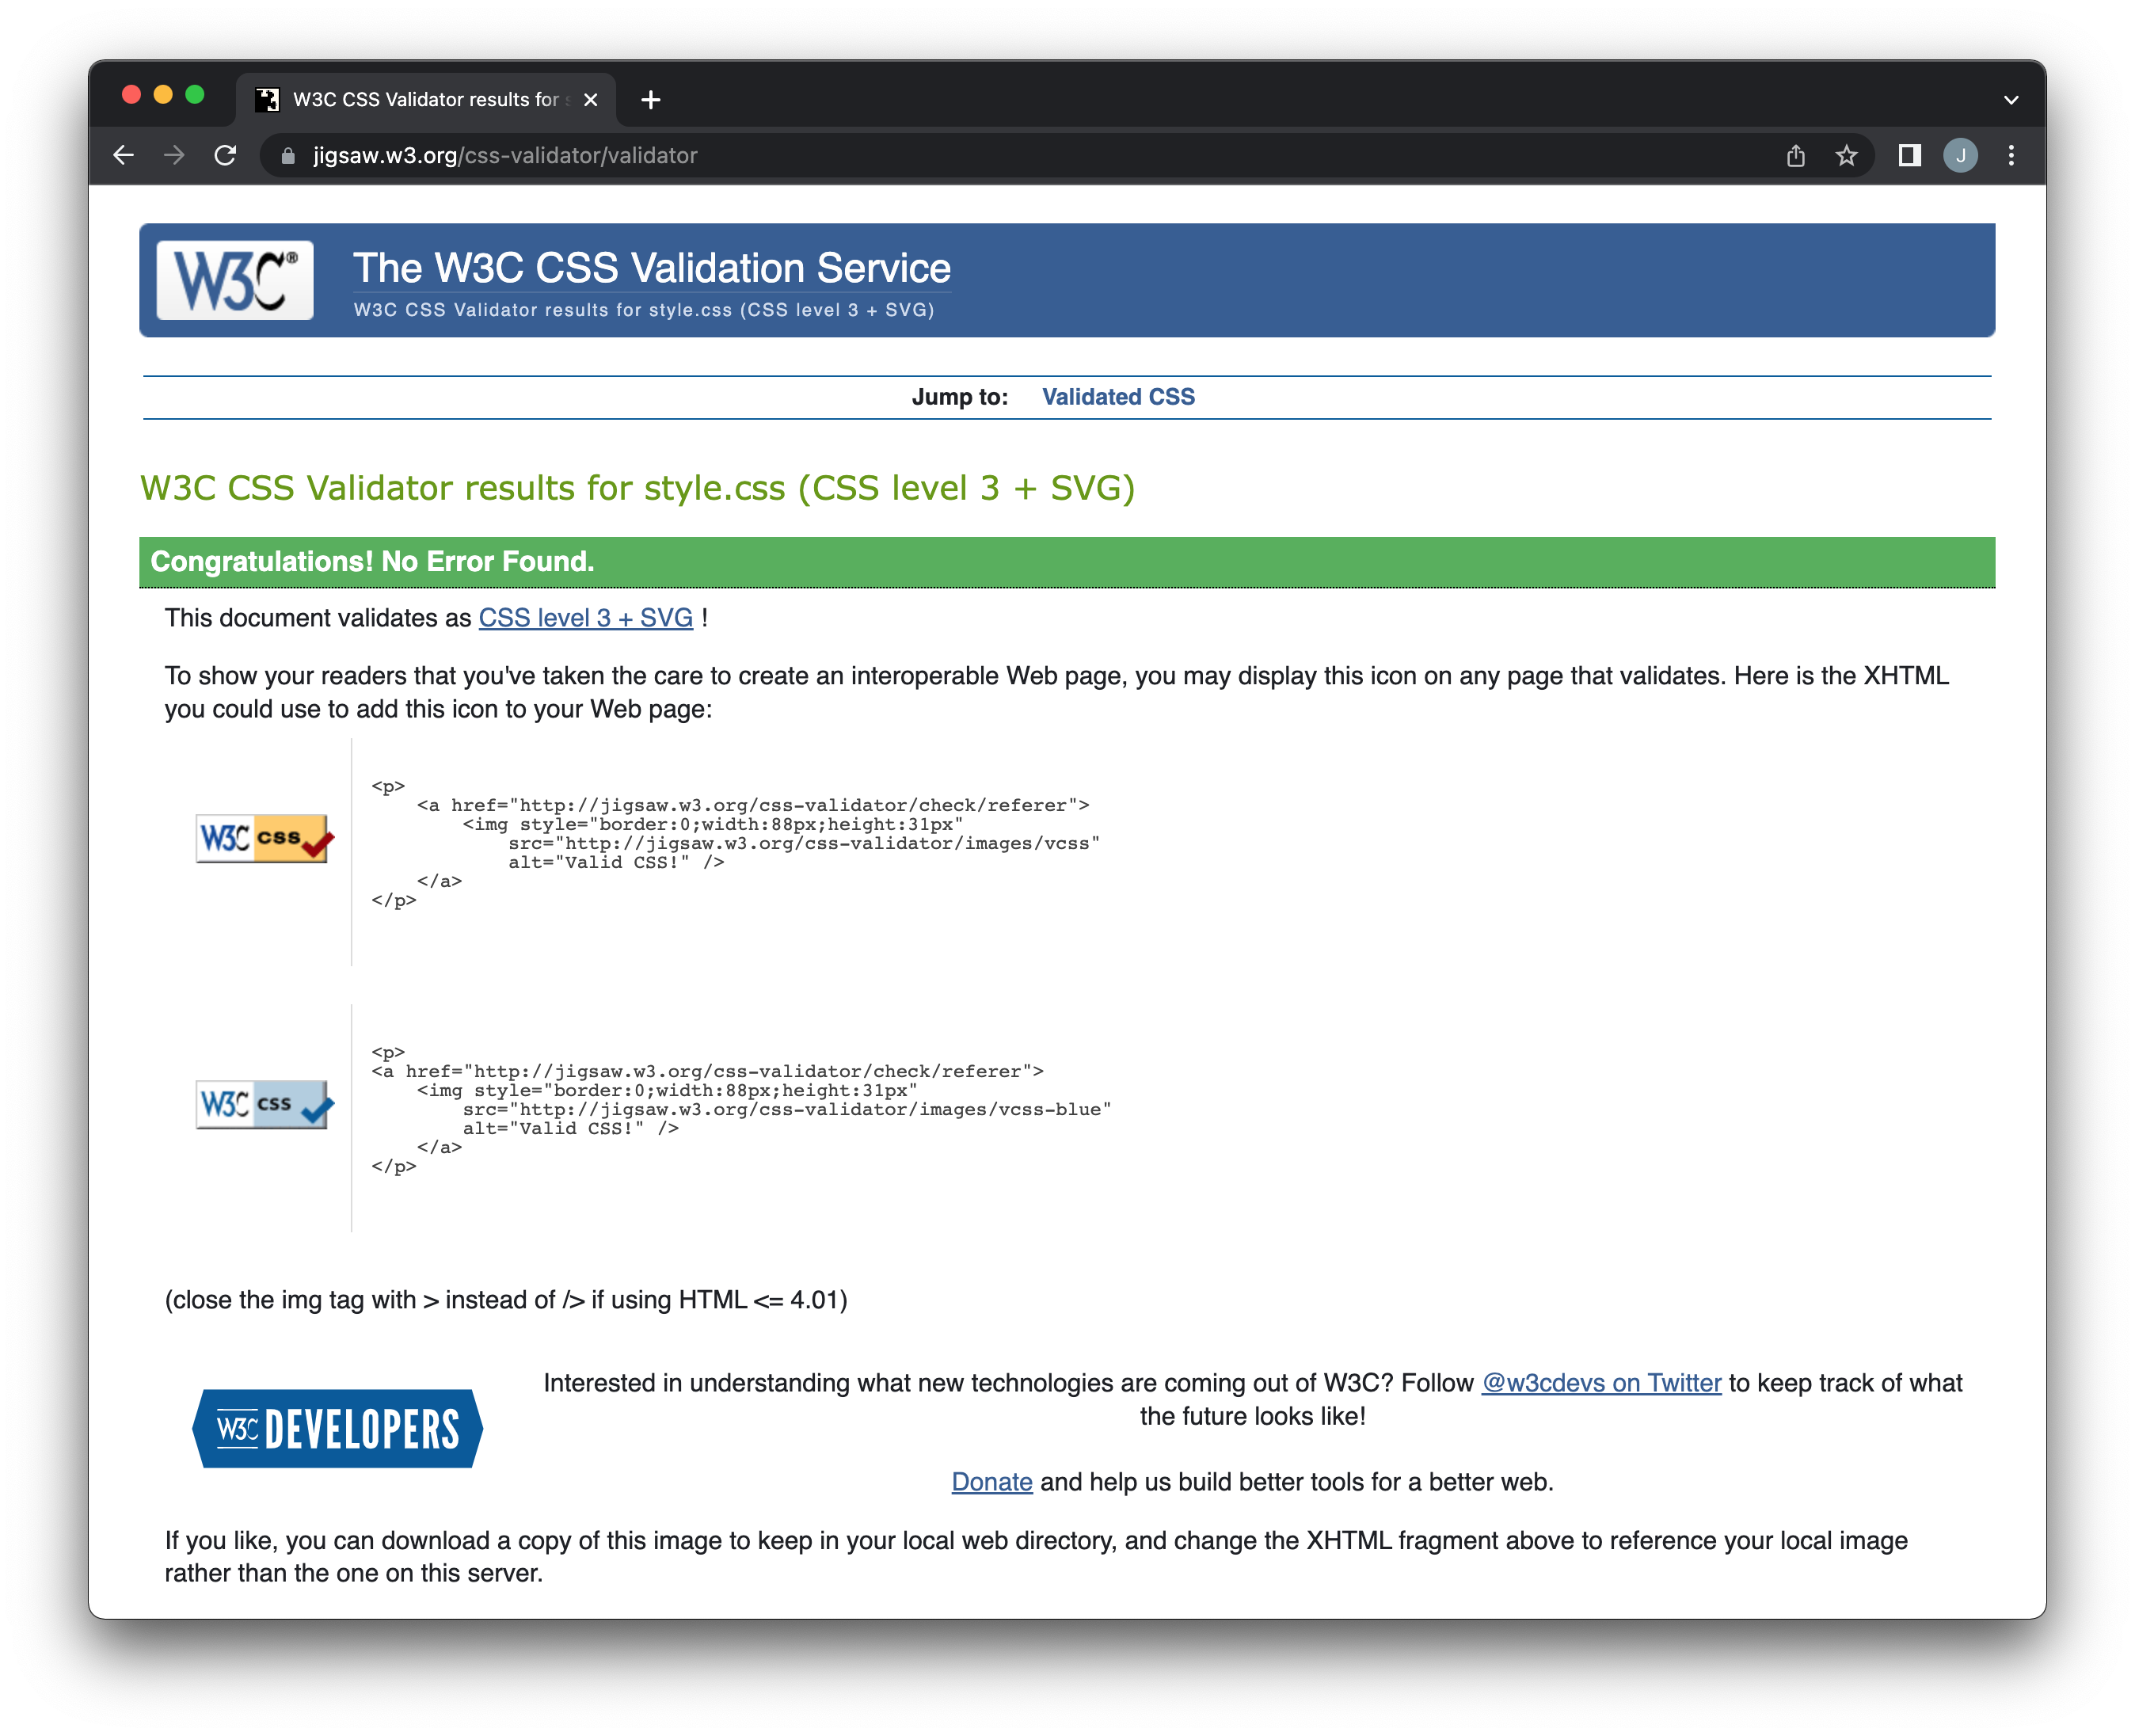 W3C CSS Validator results for s
jigsaw.w3.org/css-validator/validator
J
W3C®
The W3C CSS Validation Service
W3C CSS Validator results for style.css (CSS level 3 + SVG)
Jump to: Validated CSS
W3C CSS Validator results for style.css (CSS level 3 + SVG)
Congratulations! No Error Found.
This document validates as CSS level 3 + SVG !
To show your readers that you've taken the care to create an interoperable Web page, you may display this icon on any page that validates. Here is the XHTML
you could use to add this icon to your Web page:
W3C css
<p>
    <a href="http://jigsaw.w3.org/css-validator/check/referer">
        <img style="border:0;width:88px;height:31px"
            src="http://jigsaw.w3.org/css-validator/images/vcss"
            alt="Valid CSS!" />
    </a>
</p>
W3C css
<p>
<a href="http://jigsaw.w3.org/css-validator/check/referer">
    <img style="border:0;width:88px;height:31px"
        src="http://jigsaw.w3.org/css-validator/images/vcss-blue"
        alt="Valid CSS!" />
    </a>
</p>
(close the img tag with > instead of /> if using HTML <= 4.01)
W3C DEVELOPERS
Interested in understanding what new technologies are coming out of W3C? Follow @w3cdevs on Twitter to keep track of what
the future looks like!
Donate and help us build better tools for a better web.
If you like, you can download a copy of this image to keep in your local web directory, and change the XHTML fragment above to reference your local image
rather than the one on this server.